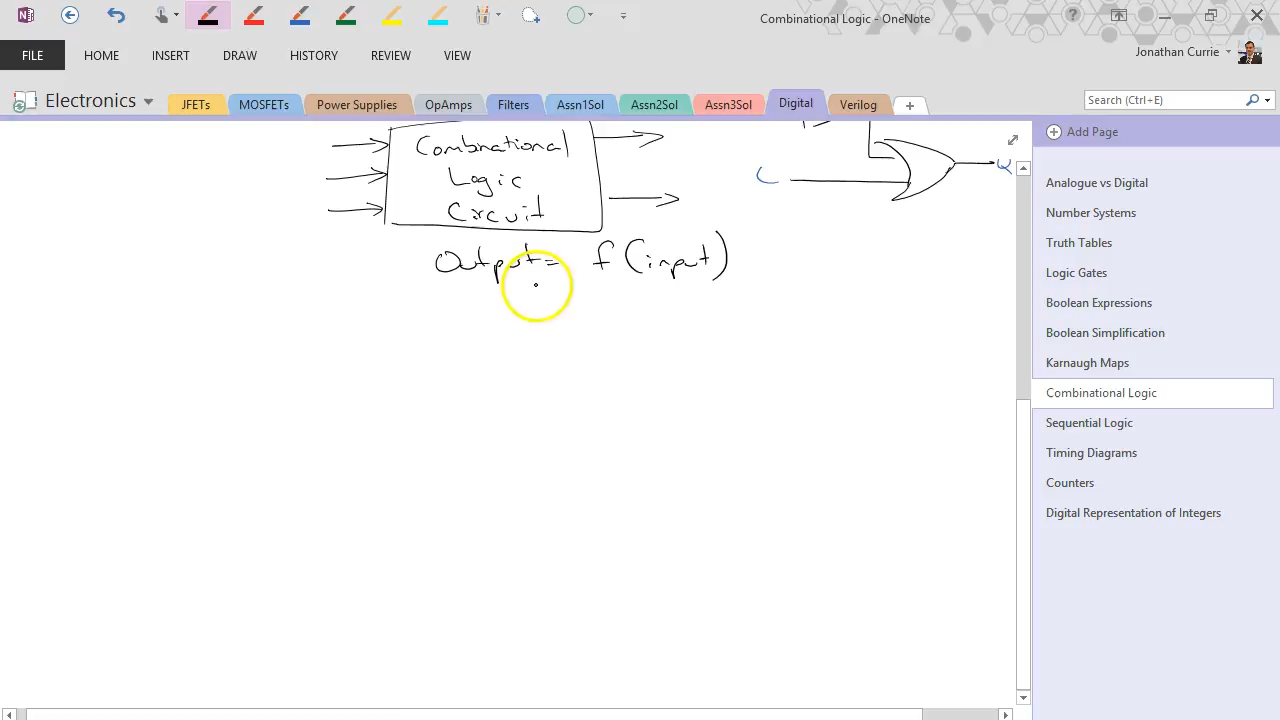 Combinational Logic - OneNote
?
Jonathan Currie
FILE HOME INSERT DRAW HISTORY REVIEW VIEW
Electronics
JFETs MOSFETs Power Supplies OpAmps Filters Assn1Sol Assn2Sol Assn3Sol Digital Verilog +
Search (Ctrl+E)
Add Page
Analogue vs Digital
Number Systems
Truth Tables
Logic Gates
Boolean Expressions
Boolean Simplification
Karnaugh Maps
Combinational Logic
Sequential Logic
Timing Diagrams
Counters
Digital Representation of Integers
Combinational
Logic
Circuit
Output = f (input)
C
Q